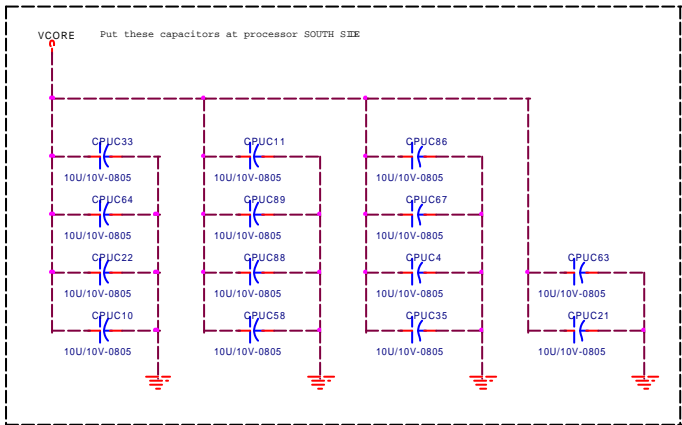 VCORE Put these capacitors at processor SOUTH SIDE
CPUC33 CPUC11 CPUC86
10U/10V-0805 10U/10V-0805 10U/10V-0805
CPUC64 CPUC89 CPUC67
10U/10V-0805 10U/10V-0805 10U/10V-0805
CPUC22 CPUC88 CPUC4 CPUC63
10U/10V-0805 10U/10V-0805 10U/10V-0805 10U/10V-0805
CPUC10 CPUC58 CPUC35 CPUC21
10U/10V-0805 10U/10V-0805 10U/10V-0805 10U/10V-0805